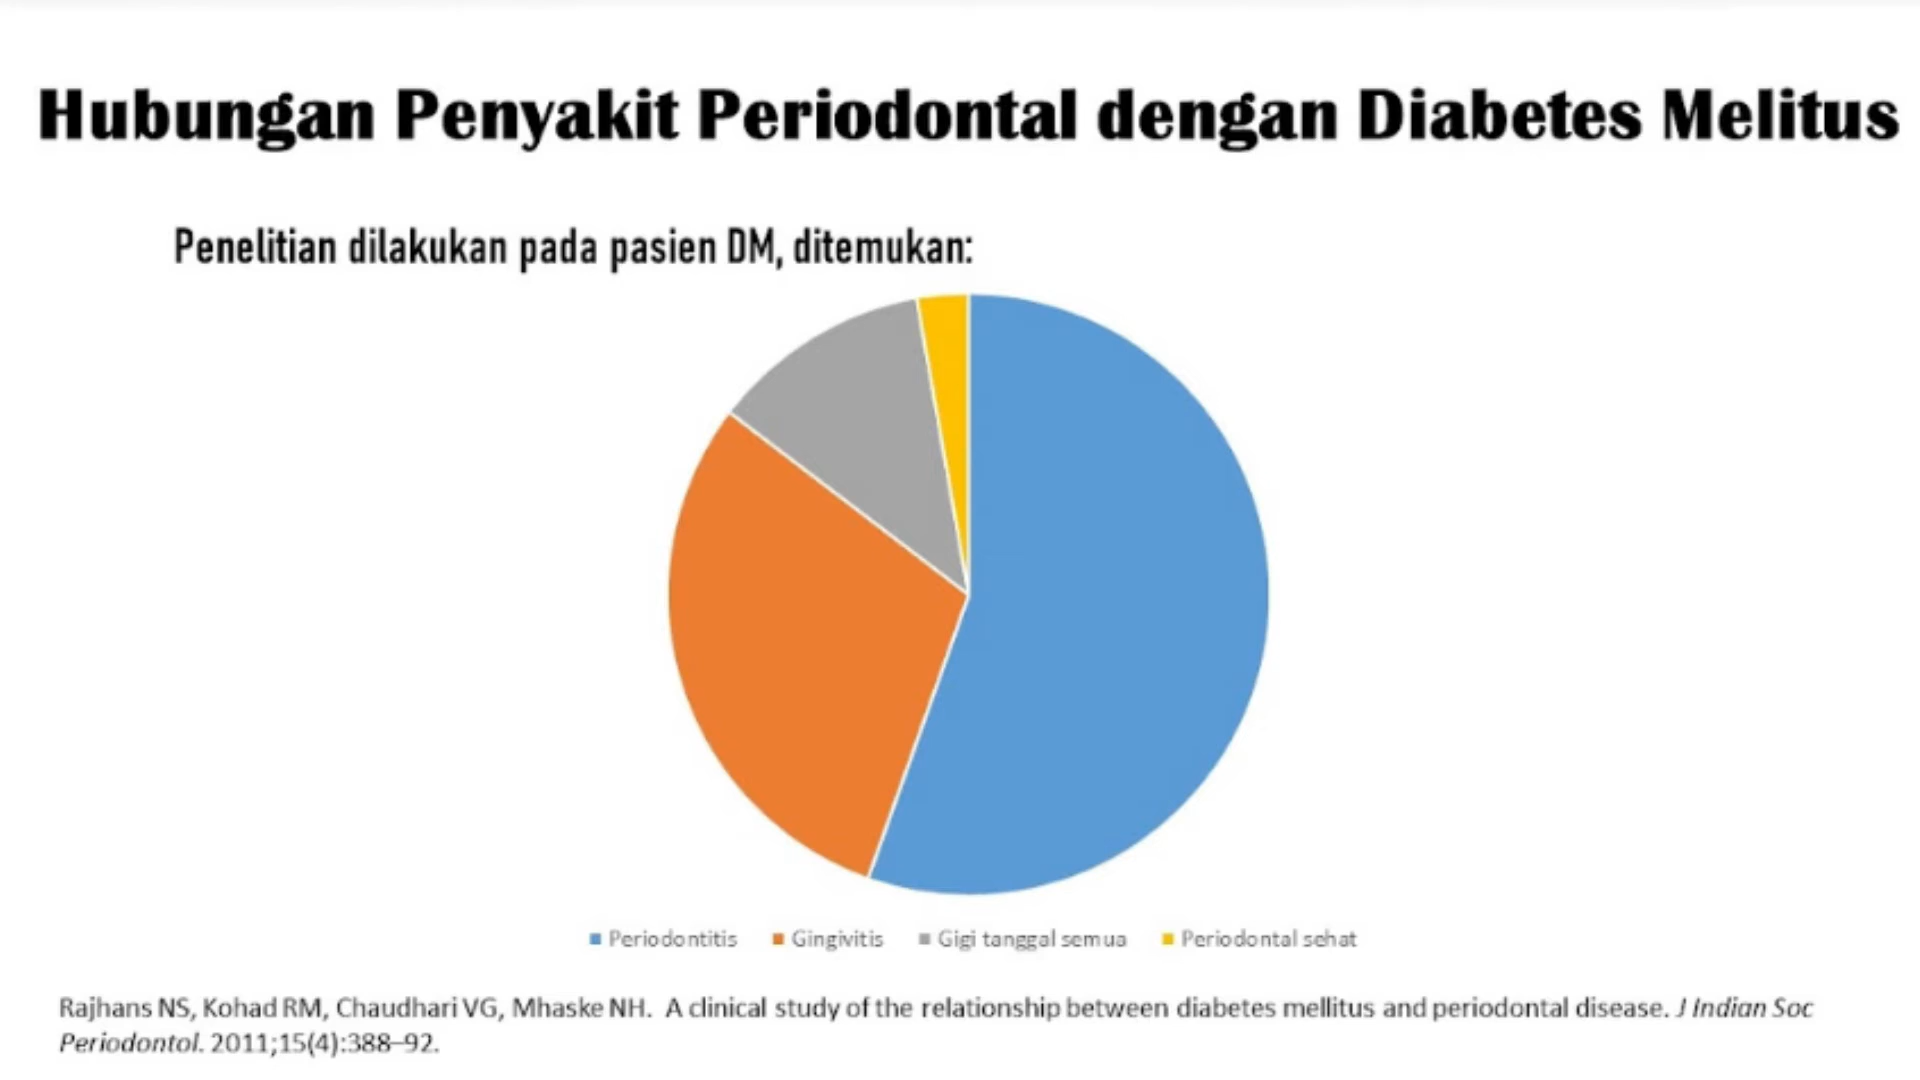 Hubungan Penyakit Periodontal dengan Diabetes Melitus
Penelitian dilakukan pada pasien DM, ditemukan:
Periodontitis Gingivitis Gigi tanggal semua Periodontal sehat
Rajhans NS, Kohad RM, Chaudhari VG, Mhaske NH. A clinical study of the relationship between diabetes mellitus and periodontal disease. J Indian Soc
Periodontol. 2011;15(4):388–92.